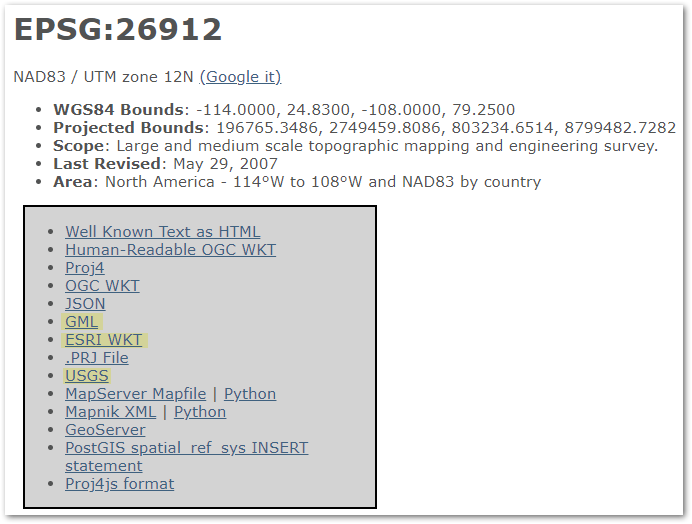 EPSG:26912
NAD83 / UTM zone 12N (Google it)
• WGS84 Bounds: -114.0000, 24.8300, -108.0000, 79.2500
• Projected Bounds: 196765.3486, 2749459.8086, 803234.6514, 8799482.7282
• Scope: Large and medium scale topographic mapping and engineering survey.
• Last Revised: May 29, 2007
• Area: North America - 114ºW to 108ºW and NAD83 by country
• Well Known Text as HTML
• Human-Readable OGC WKT
• Proj4
• OGC WKT
• JSON
• GML
• ESRI WKT
• .PRJ File
• USGS
• MapServer Mapfile | Python
• Mapnik XML | Python
• GeoServer
• PostGIS spatial_ref_sys INSERT
statement
• Proj4js format